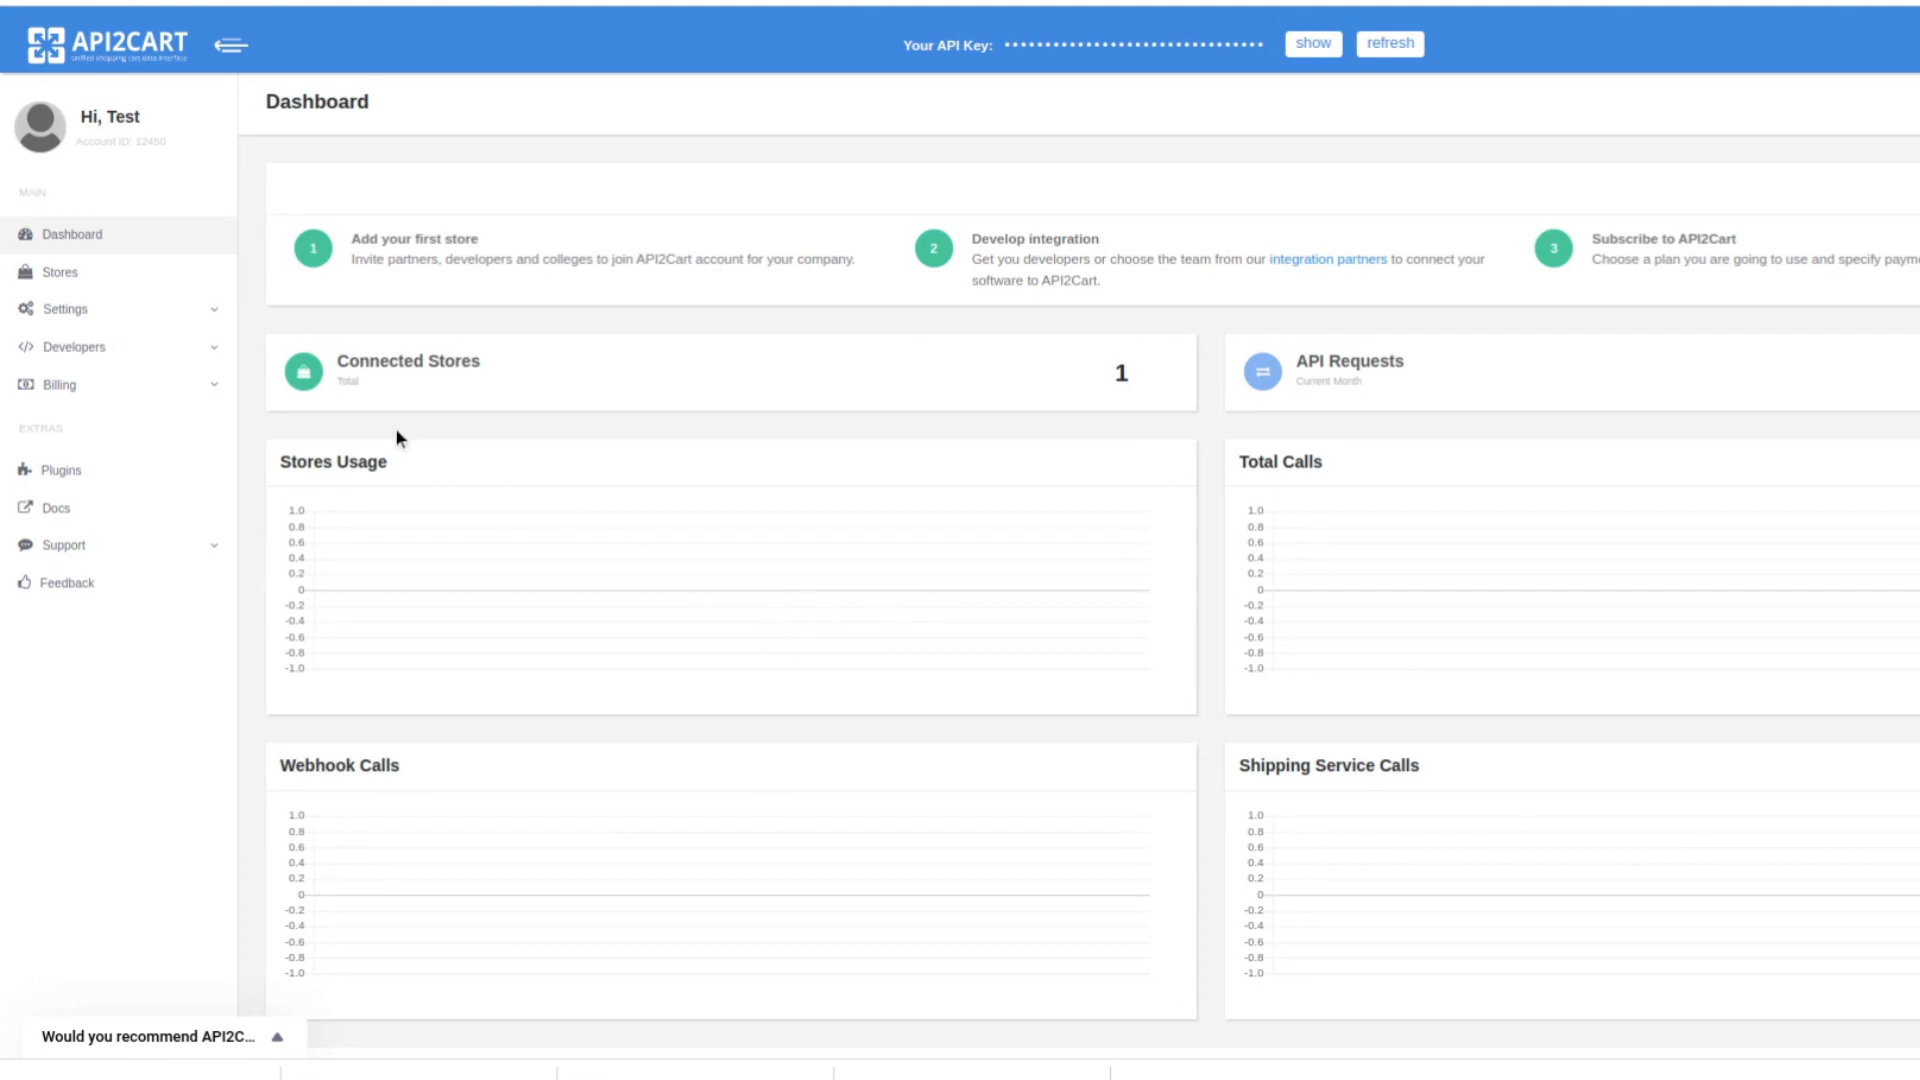 API2CART
unified shopping cart data interface
Your API Key: ••••••••••••••••••••••••••••••••
show
refresh
Hi, Test
Account ID: 12450
MAIN
Dashboard
Stores
Settings
Developers
Billing
EXTRAS
Plugins
Docs
Support
Feedback
Dashboard
1
Add your first store
Invite partners, developers and colleges to join API2Cart account for your company.
2
Develop integration
Get you developers or choose the team from our integration partners to connect your
software to API2Cart.
3
Subscribe to API2Cart
Choose a plan you are going to use and specify payme
Connected Stores
Total
1
API Requests
Current Month
Stores Usage
1.0
0.8
0.6
0.4
0.2
0
-0.2
-0.4
-0.6
-0.8
-1.0
Total Calls
1.0
0.8
0.6
0.4
0.2
0
-0.2
-0.4
-0.6
-0.8
-1.0
Webhook Calls
1.0
0.8
0.6
0.4
0.2
0
-0.2
-0.4
-0.6
-0.8
-1.0
Shipping Service Calls
1.0
0.8
0.6
0.4
0.2
0
-0.2
-0.4
-0.6
-0.8
-1.0
Would you recommend API2C...